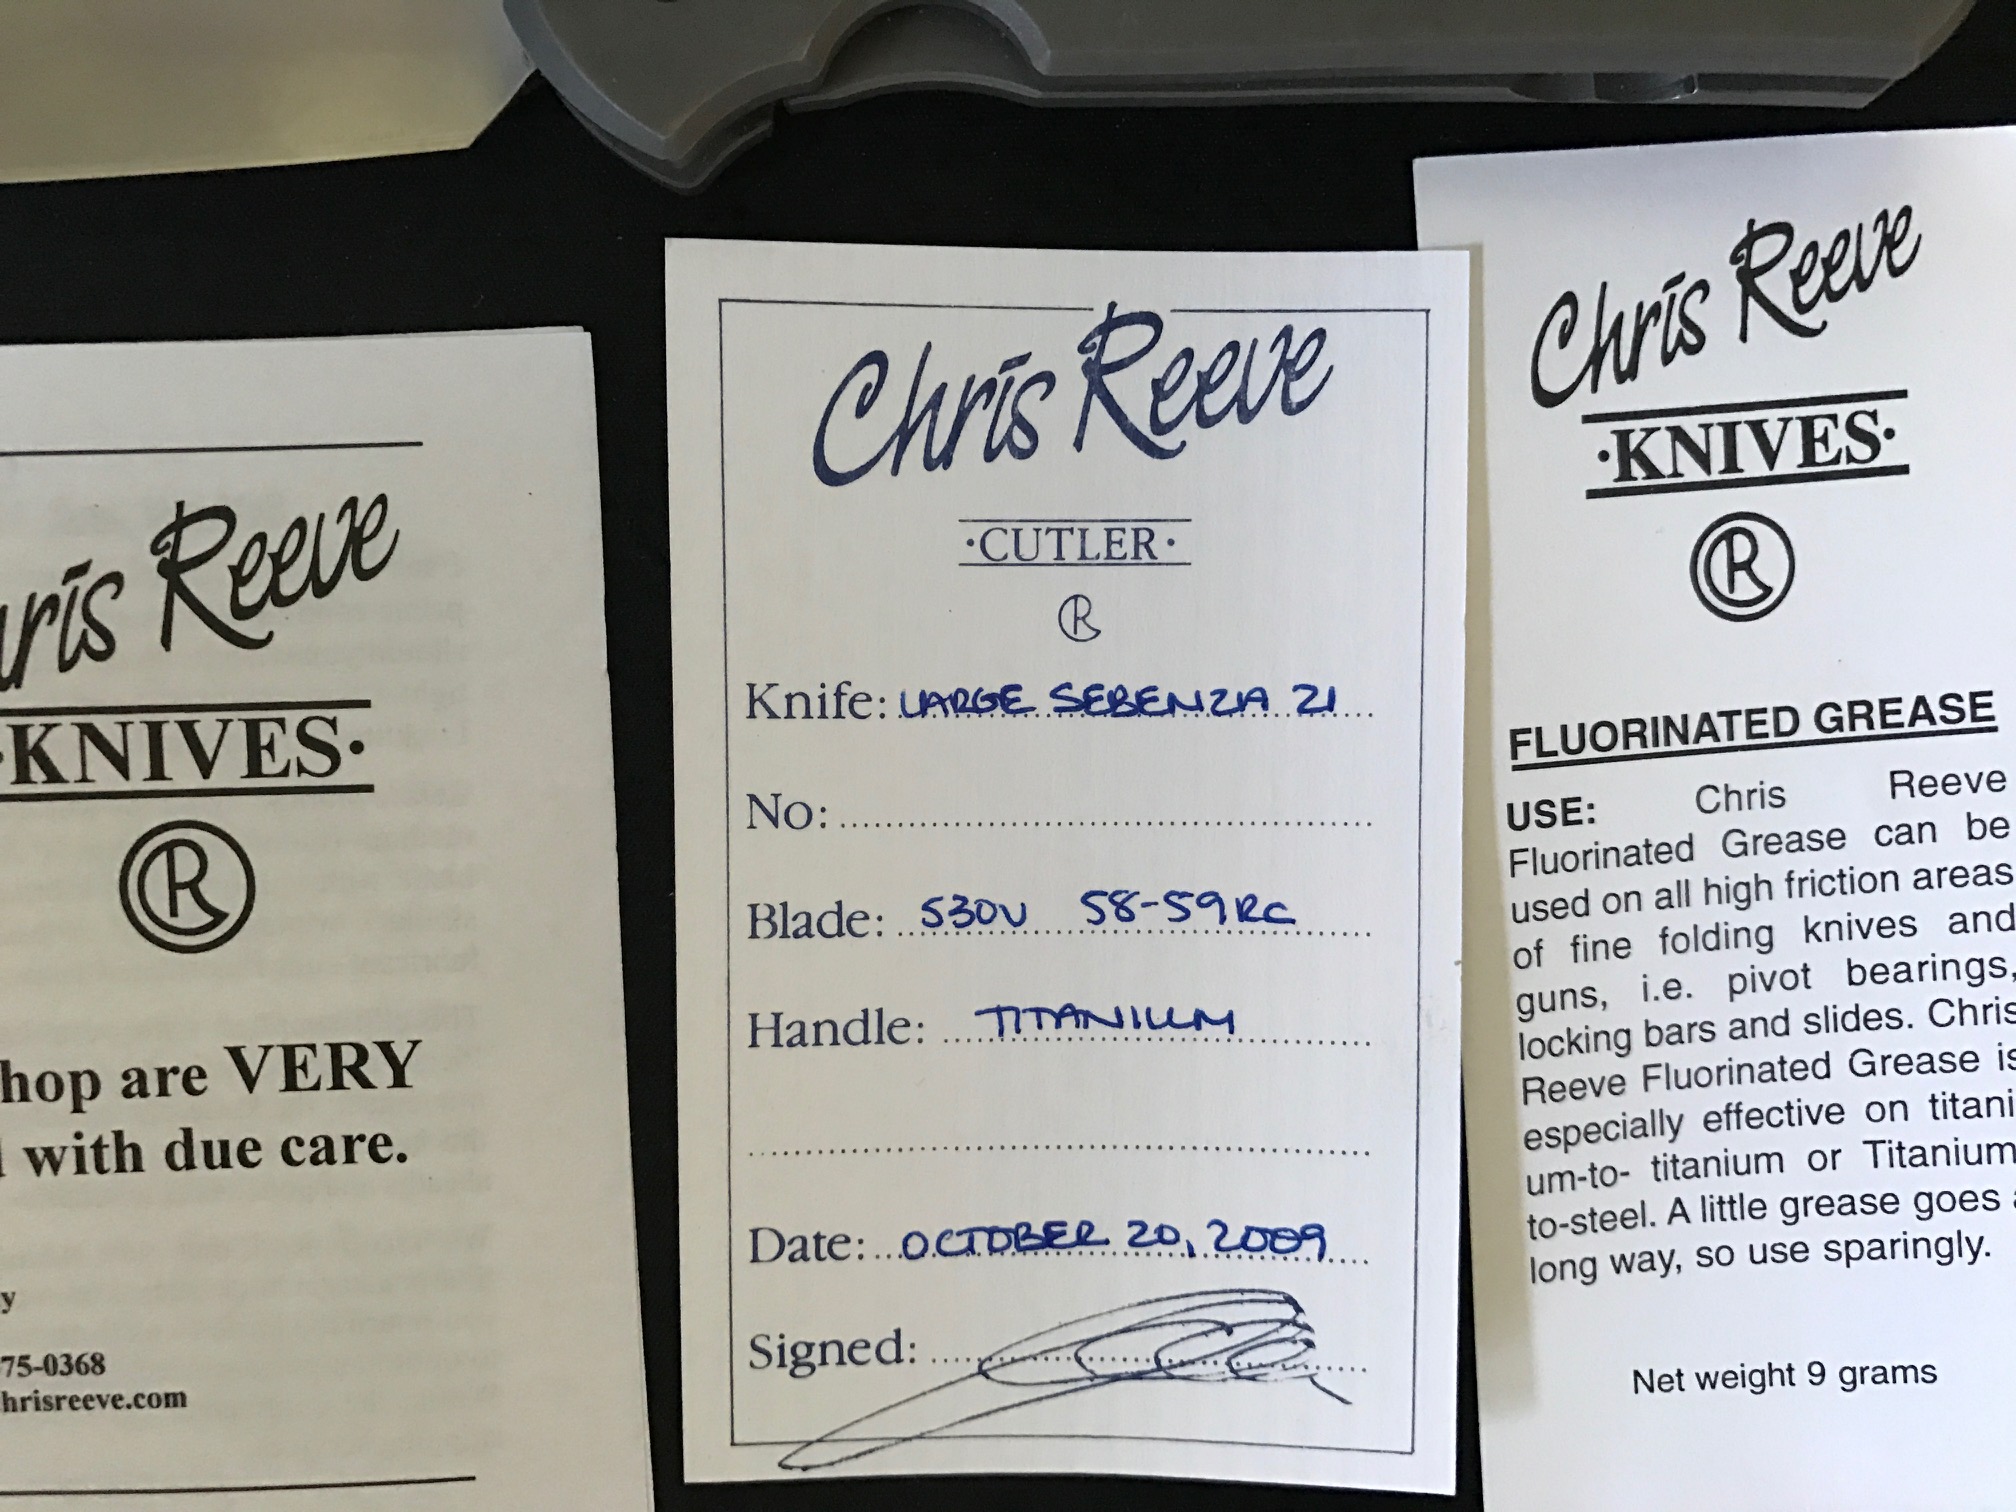 Reeve
·KNIVES·
R
are VERY
with due care.
75-0368
hrisreeve.com
Chris Reeve
·CUTLER·
R
Knife: LARGE SEBENZA 21
No:
Blade: S30V 58-59RC
Handle: TITANIUM
Date: OCTOBER 20, 2009
Signed:
Chris Reeve
·KNIVES·
R
FLUORINATED GREASE
USE: Chris Reeve
Fluorinated Grease can be
used on all high friction areas
of fine folding knives and
guns, i.e. pivot bearings,
locking bars and slides. Chris
Reeve Fluorinated Grease is
especially effective on titani
um-to- titanium or Titanium
to-steel. A little grease goes a
long way, so use sparingly.
Net weight 9 grams